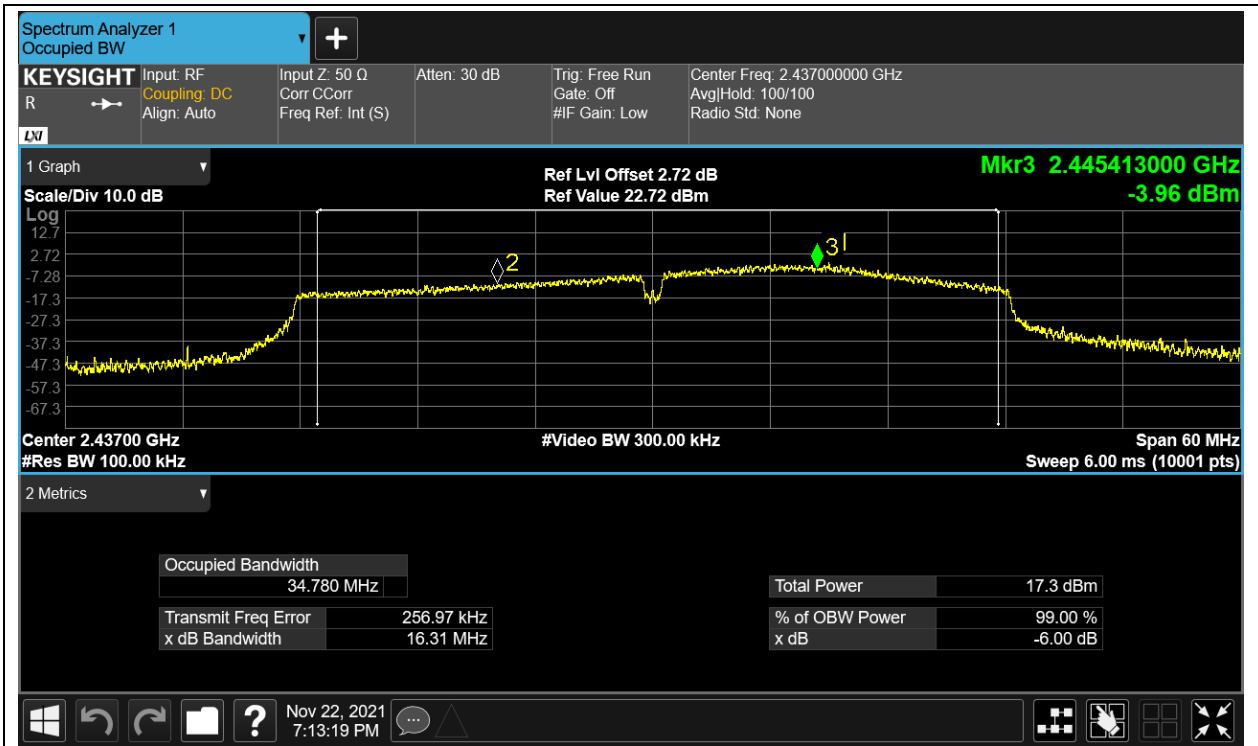 Spectrum Analyzer 1
Occupied BW
KEYSIGHT
R
LXI
Input: RF
Coupling: DC
Align: Auto
Input Z: 50 Ω
Corr CCorr
Freq Ref: Int (S)
Atten: 30 dB
Trig: Free Run
Gate: Off
#IF Gain: Low
Center Freq: 2.437000000 GHz
Avg|Hold: 100/100
Radio Std: None
1 Graph
Scale/Div 10.0 dB
Ref Lvl Offset 2.72 dB
Ref Value 22.72 dBm
Mkr3 2.445413000 GHz
-3.96 dBm
Log
12.7
2.72
-7.28
-17.3
-27.3
-37.3
-47.3
-57.3
-67.3
2
3
Center 2.43700 GHz
#Res BW 100.00 kHz
#Video BW 300.00 kHz
Span 60 MHz
Sweep 6.00 ms (10001 pts)
2 Metrics
Occupied Bandwidth
34.780 MHz
Transmit Freq Error 256.97 kHz
x dB Bandwidth 16.31 MHz
Total Power 17.3 dBm
% of OBW Power 99.00 %
x dB -6.00 dB
?
Nov 22, 2021
7:13:19 PM